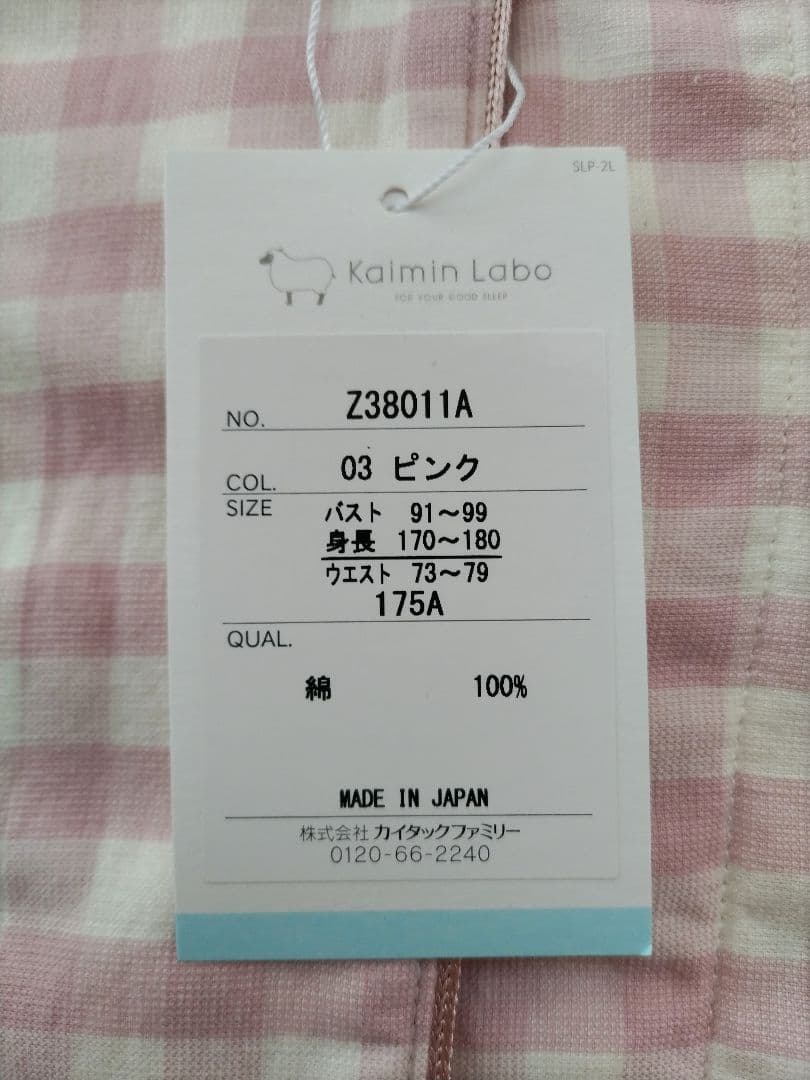 SLP-2L
Kaimin Labo
FOR YOUR GOOD SLEEP
NO. Z38011A
COL. 03 ピンク
SIZE バスト 91～99
身長 170～180
ウエスト 73～79
175A
QUAL.
綿 100%
MADE IN JAPAN
株式会社 カイタックファミリー
0120-66-2240